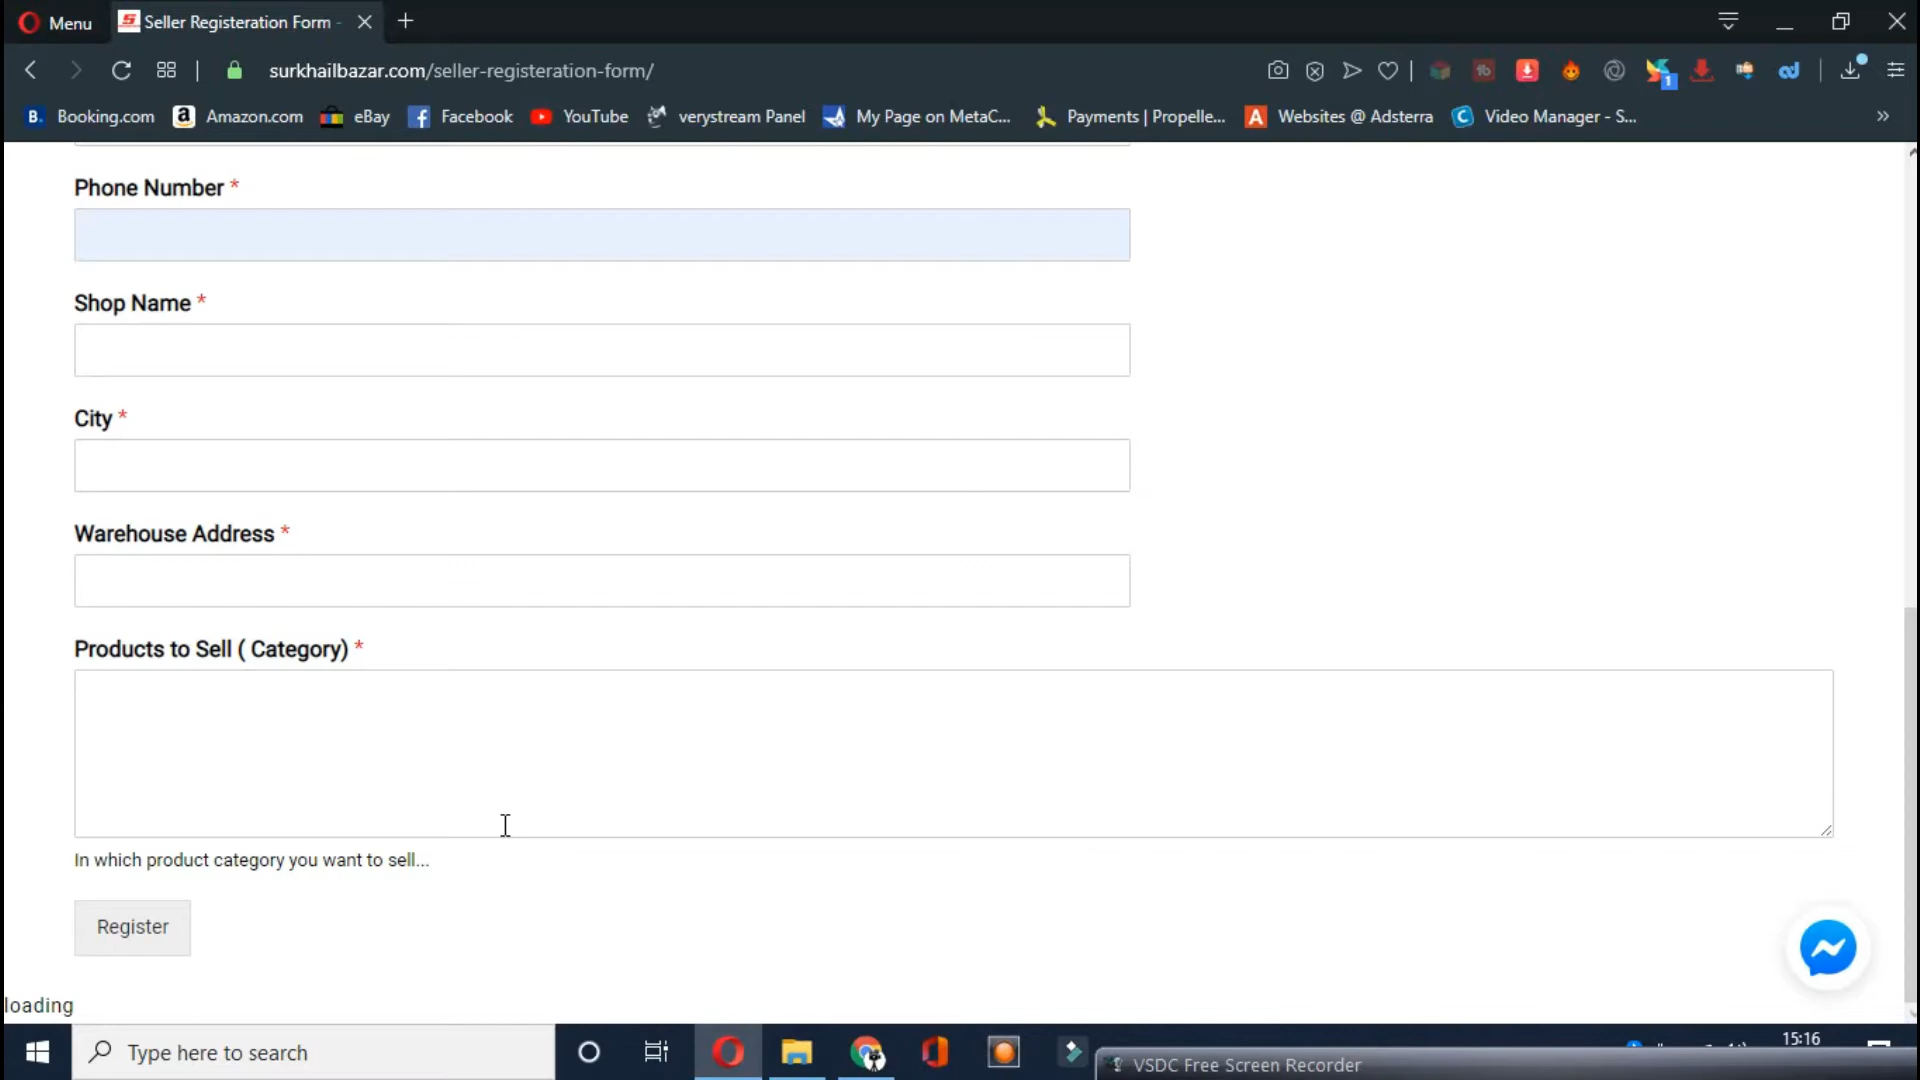 Menu
Seller Registeration Form -
surkhailbazar.com/seller-registeration-form/
1
B. Booking.com
Amazon.com
eBay
Facebook
YouTube
verystream Panel
My Page on MetaC...
Payments | Propelle...
Websites @ Adsterra
Video Manager - S...
Phone Number *
Shop Name *
City *
Warehouse Address *
Products to Sell ( Category) *
In which product category you want to sell...
Register
loading
Type here to search
VSDC Free Screen Recorder
15:16